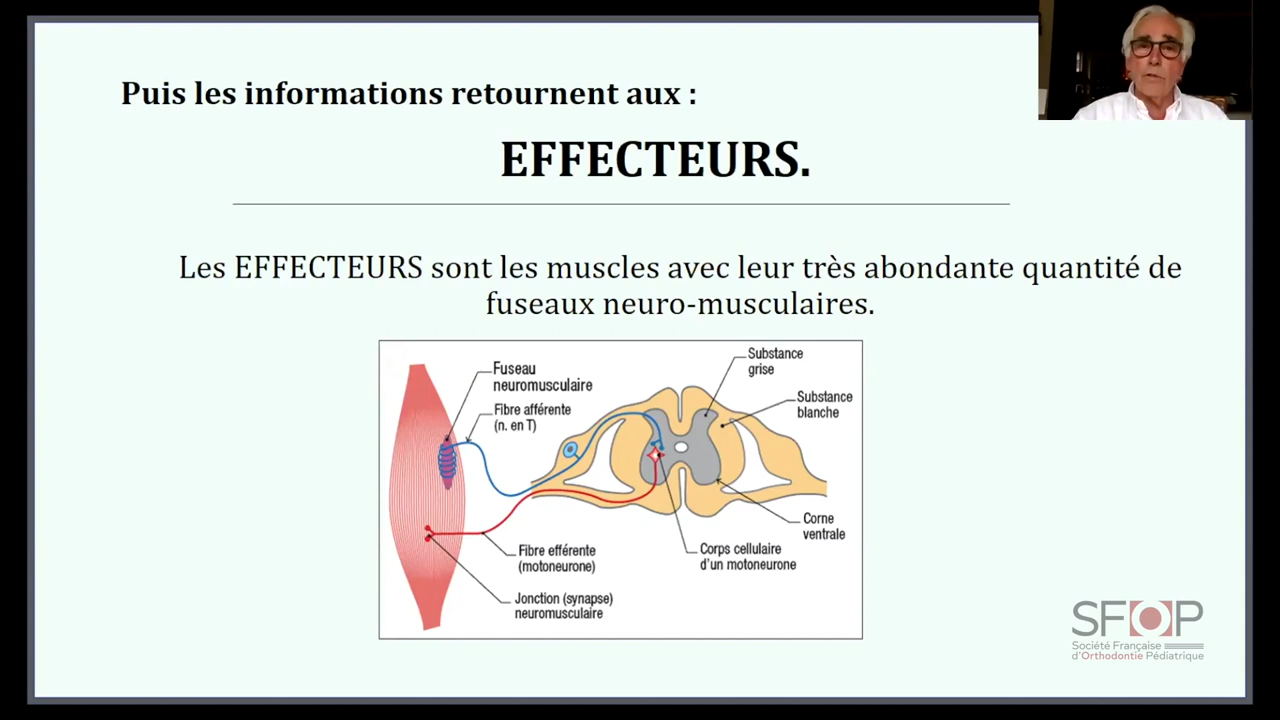 Puis les informations retournent aux :
EFFECTEURS.
Les EFFECTEURS sont les muscles avec leur très abondante quantité de
fuseaux neuro-musculaires.
Fuseau
neuromusculaire
Fibre afférente
(n. en T)
Substance
grise
Substance
blanche
Corne
ventrale
Corps cellulaire
d'un motoneurone
Fibre efférente
(motoneurone)
Jonction (synapse)
neuromusculaire
SFOP
Société Française
d'Orthodontie Pédiatrique